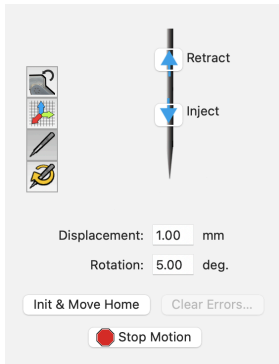 Retract
Inject
Displacement: 1.00 mm
Rotation: 5.00 deg.
Init & Move Home Clear Errors...
Stop Motion